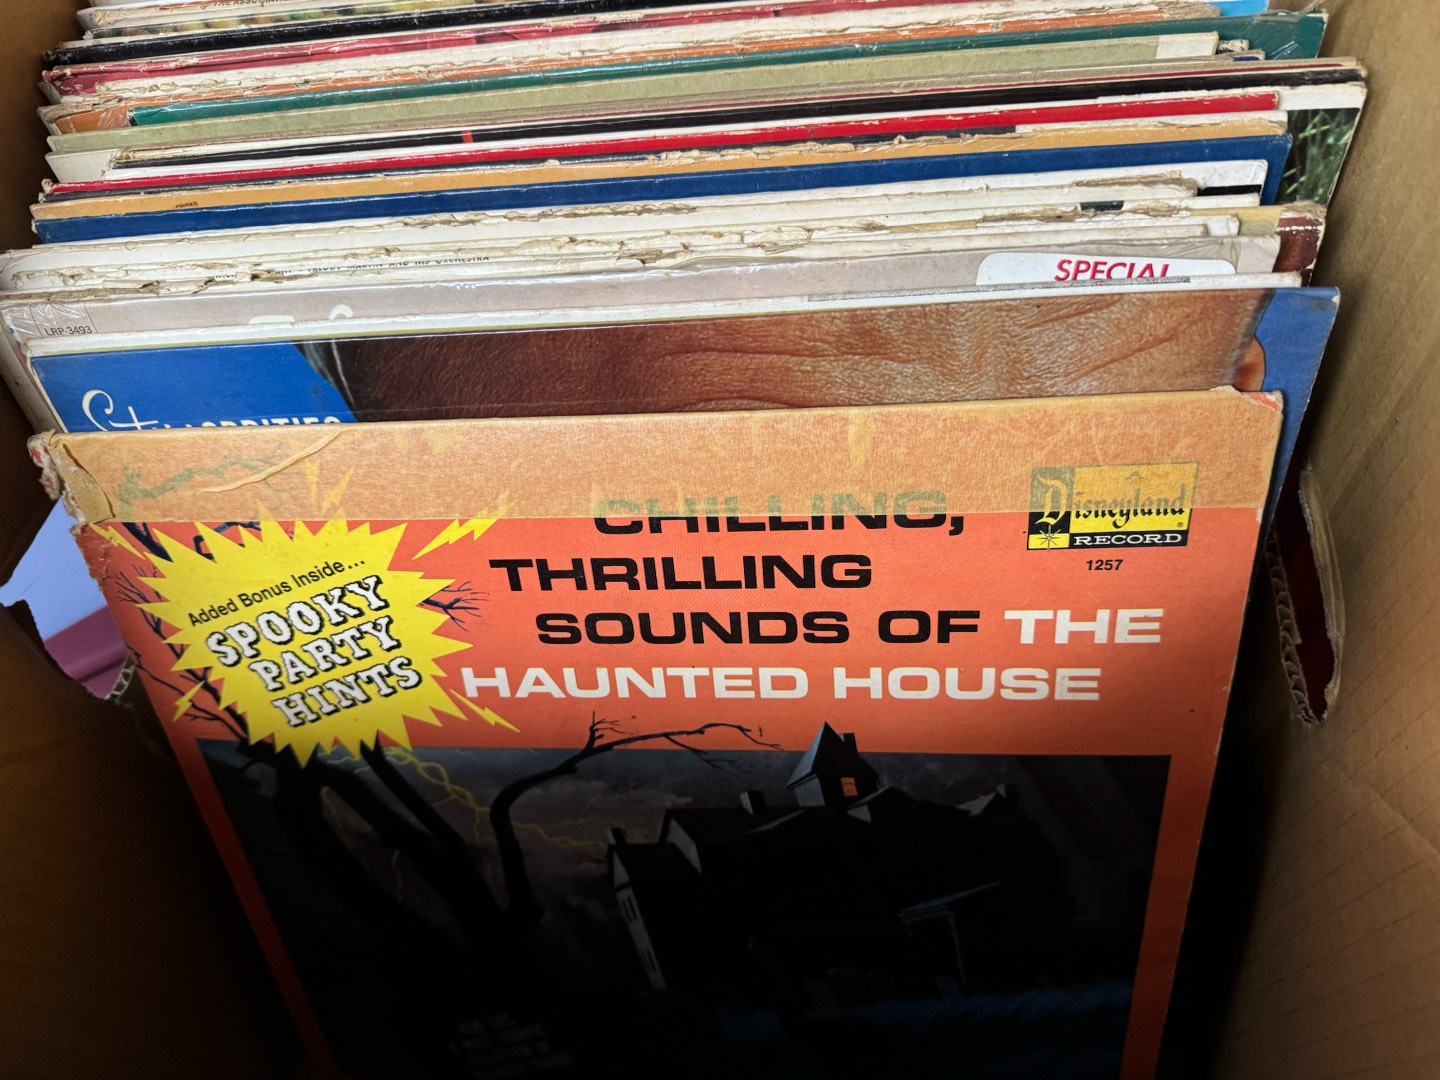 SPECIAL
LRP-3493
CHILLING,
THRILLING
SOUNDS OF THE
HAUNTED HOUSE
Disneyland
RECORD
1257
Added Bonus Inside...
SPOOKY
PARTY
HINTS